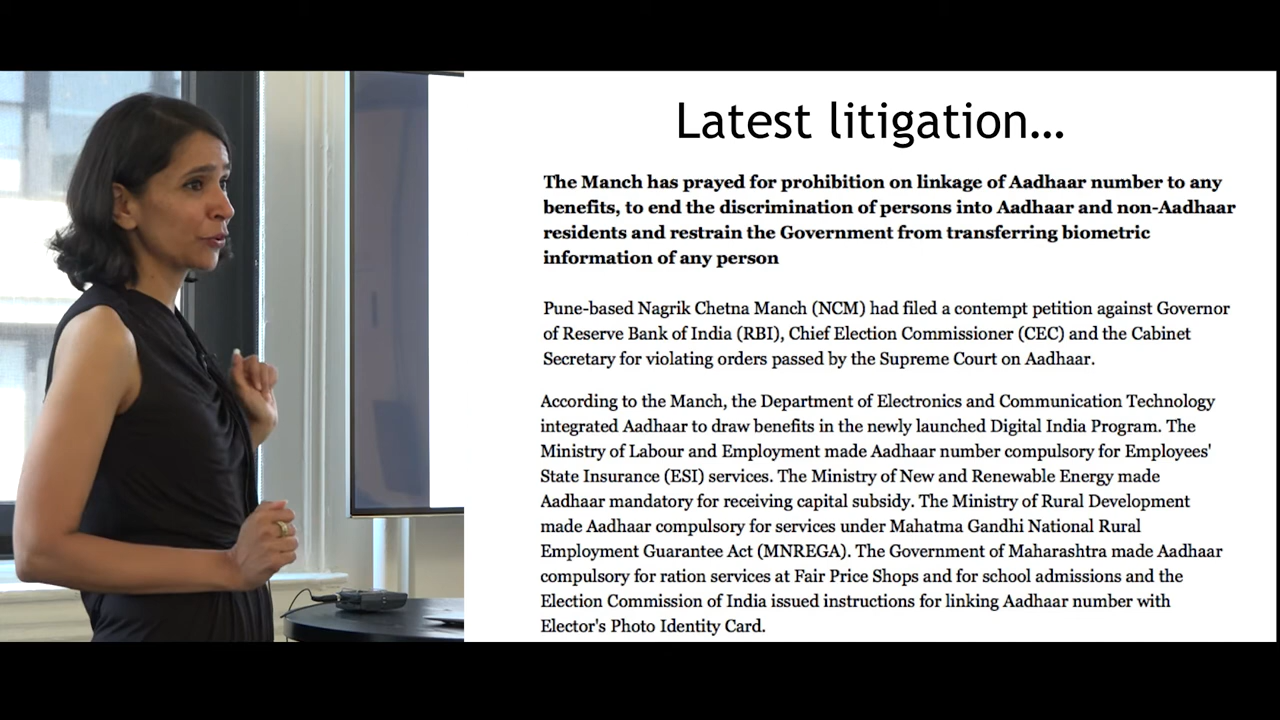 Latest litigation...
The Manch has prayed for prohibition on linkage of Aadhaar number to any
benefits, to end the discrimination of persons into Aadhaar and non-Aadhaar
residents and restrain the Government from transferring biometric
information of any person
Pune-based Nagrik Chetna Manch (NCM) had filed a contempt petition against Governor
of Reserve Bank of India (RBI), Chief Election Commissioner (CEC) and the Cabinet
Secretary for violating orders passed by the Supreme Court on Aadhaar.
According to the Manch, the Department of Electronics and Communication Technology
integrated Aadhaar to draw benefits in the newly launched Digital India Program. The
Ministry of Labour and Employment made Aadhaar number compulsory for Employees'
State Insurance (ESI) services. The Ministry of New and Renewable Energy made
Aadhaar mandatory for receiving capital subsidy. The Ministry of Rural Development
made Aadhaar compulsory for services under Mahatma Gandhi National Rural
Employment Guarantee Act (MNREGA). The Government of Maharashtra made Aadhaar
compulsory for ration services at Fair Price Shops and for school admissions and the
Election Commission of India issued instructions for linking Aadhaar number with
Elector's Photo Identity Card.